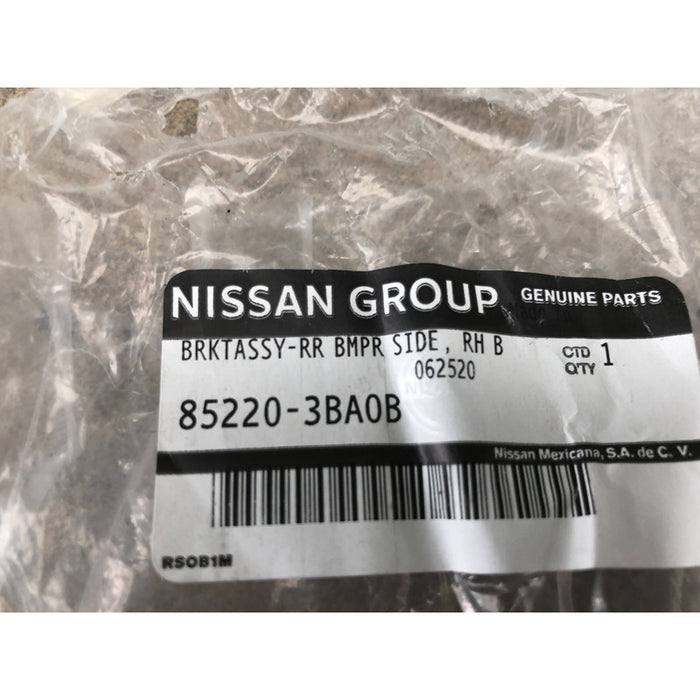 NISSAN GROUP GENUINE PARTS
BRKTASSY-RR BMPR SIDE, RH B
CTD
Q'TY 1
062520
85220-3BA0B
Nissan Mexicana, S.A. de C. V.
RSOB1M